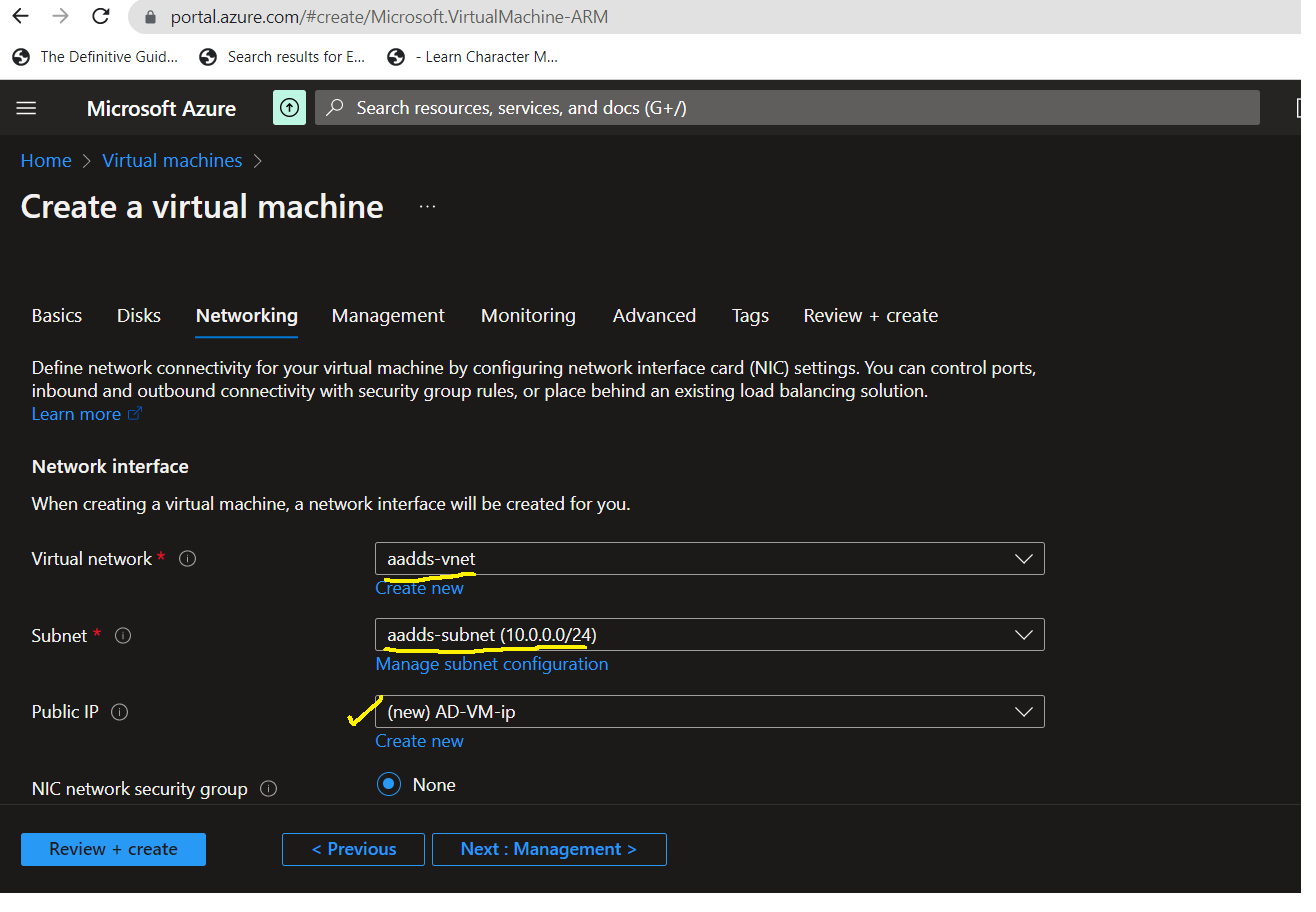 portal.azure.com/#create/Microsoft.VirtualMachine-ARM
The Definitive Guid... Search results for E... - Learn Character M...
Microsoft Azure Search resources, services, and docs (G+/)
Home > Virtual machines >
Create a virtual machine ...
Basics Disks Networking Management Monitoring Advanced Tags Review + create
Define network connectivity for your virtual machine by configuring network interface card (NIC) settings. You can control ports,
inbound and outbound connectivity with security group rules, or place behind an existing load balancing solution.
Learn more
Network interface
When creating a virtual machine, a network interface will be created for you.
Virtual network * aadds-vnet
Create new
Subnet * aadds-subnet (10.0.0.0/24)
Manage subnet configuration
Public IP (new) AD-VM-ip
Create new
NIC network security group None
Review + create < Previous Next : Management >